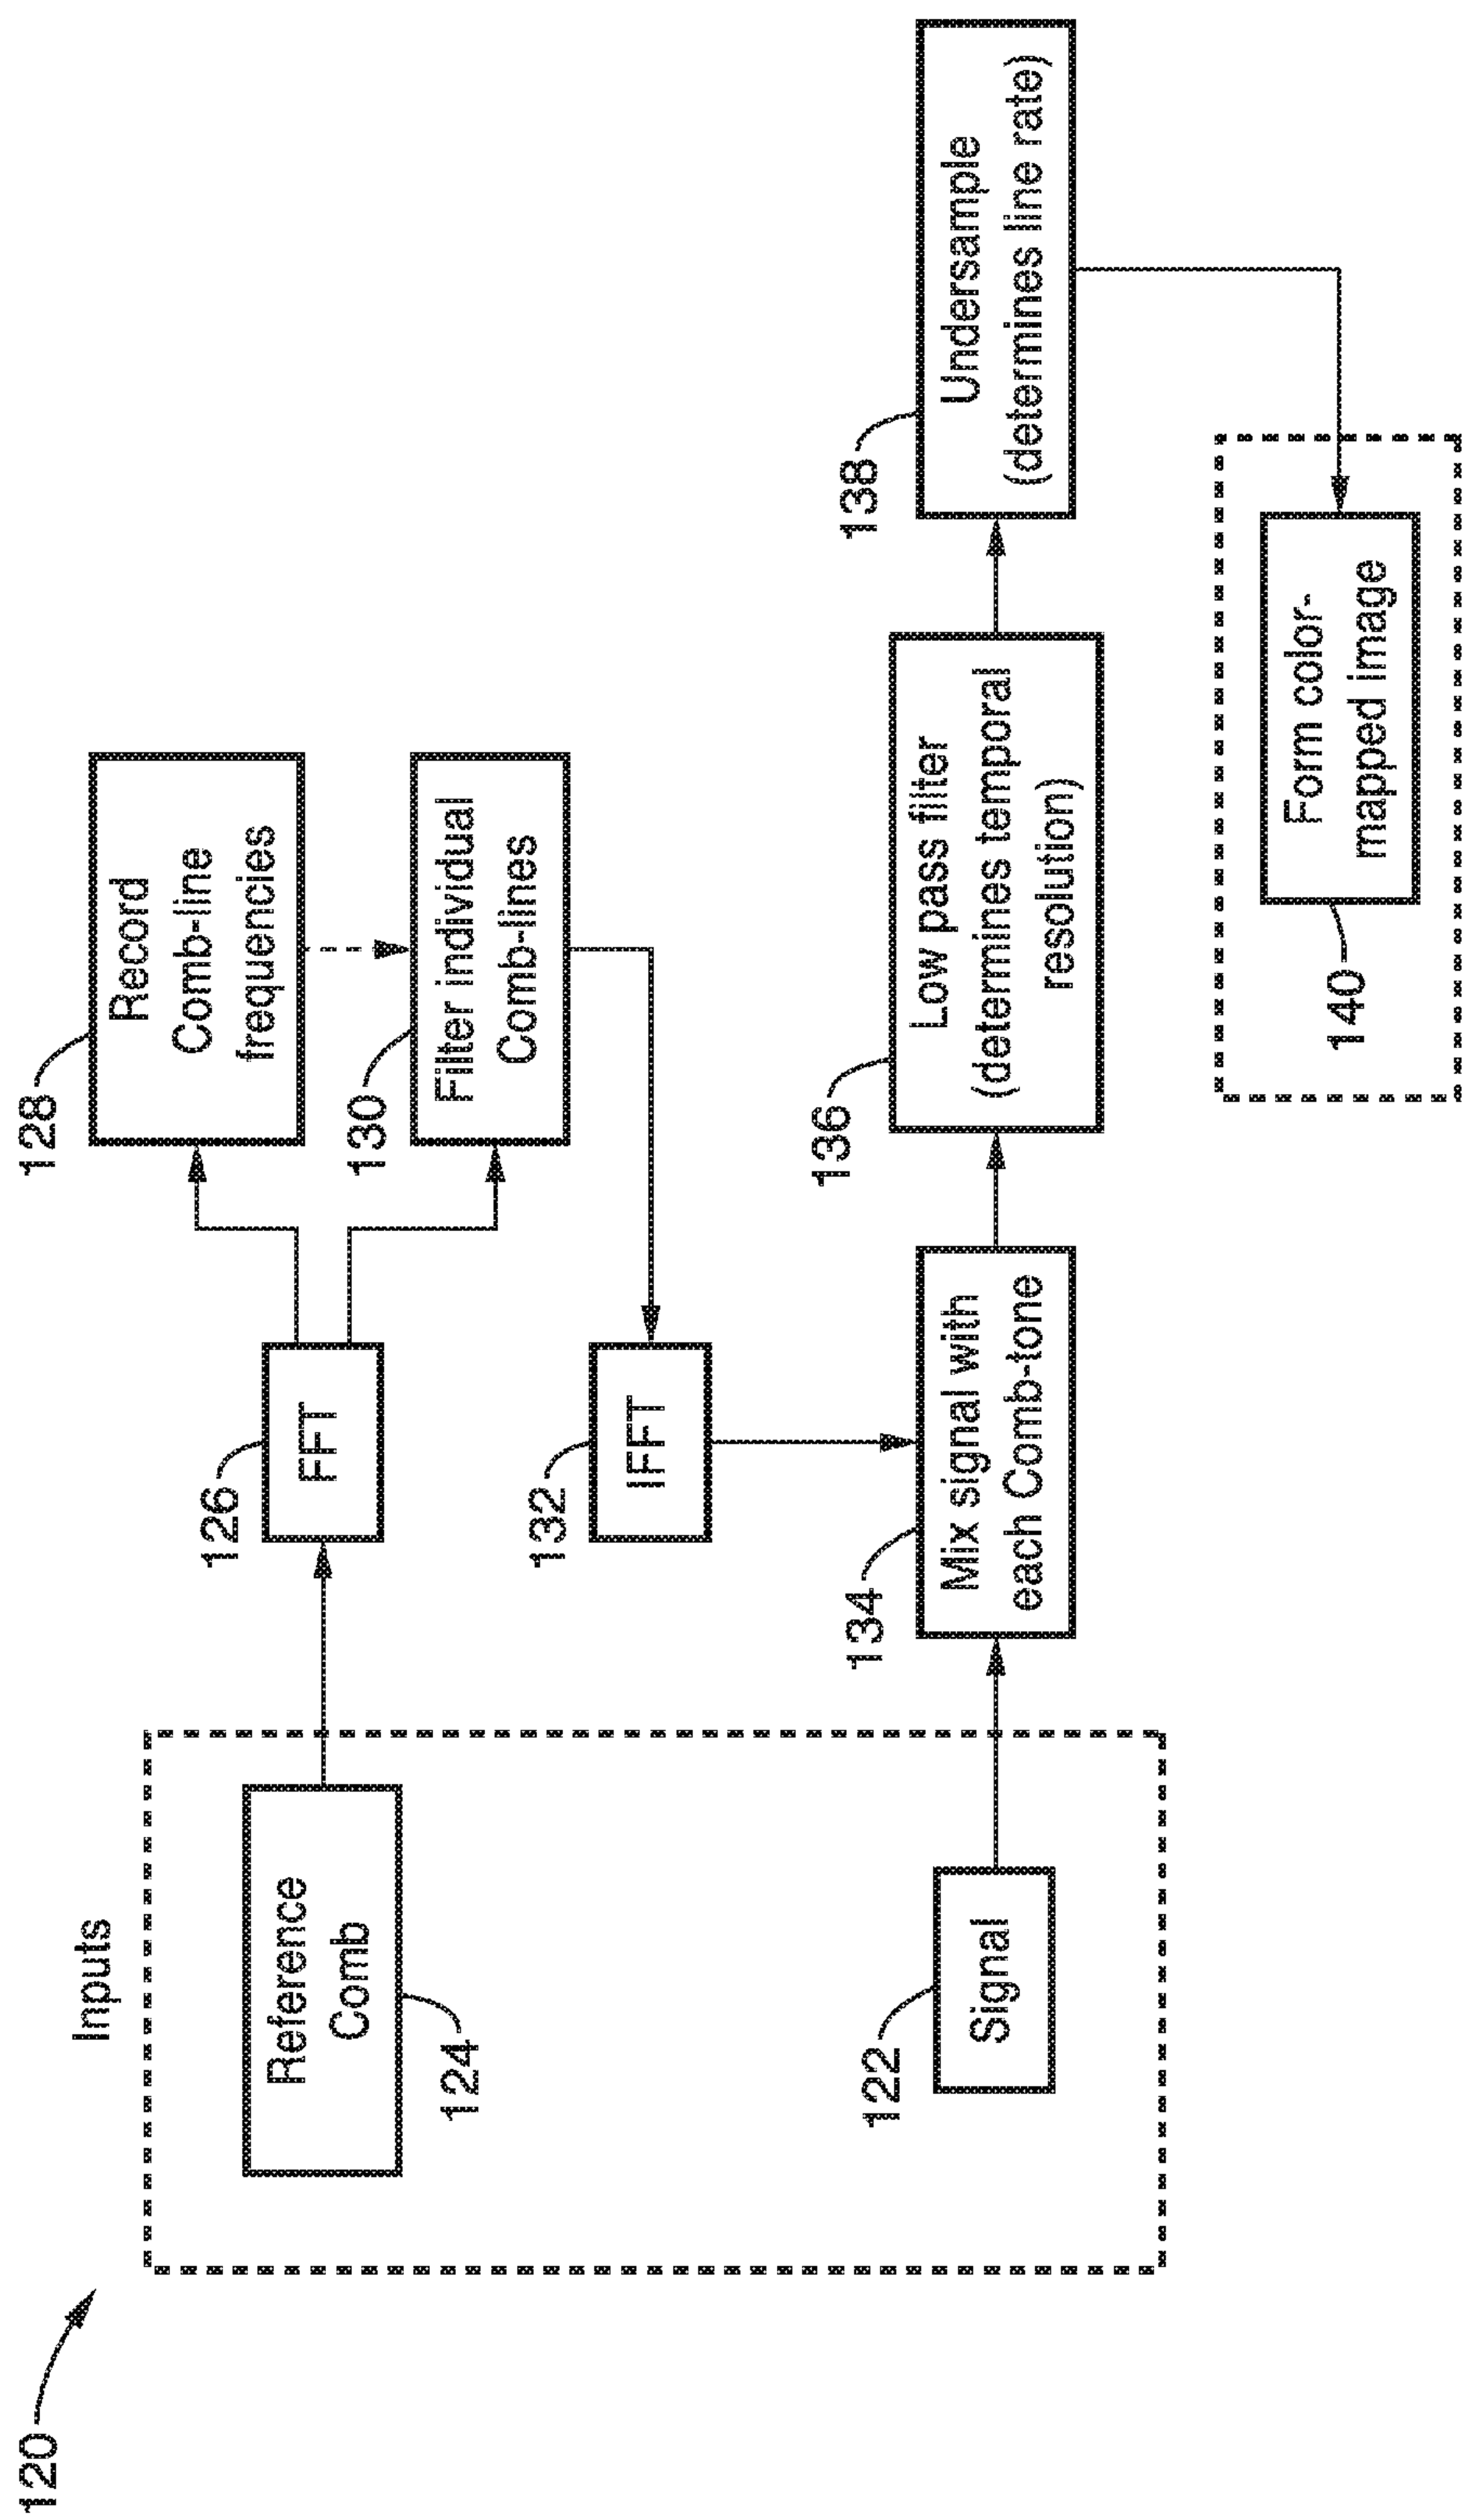 120
Inputs
Reference
Comb
124
Signal
122
126
FFT
128
Record
Comb-line
frequencies
130
Filter individual
Comb-lines
132
IFFT
134
Mix signal with
each Comb-tone
136
Low pass filter
(determines temporal
resolution)
138
Undersample
(determines line rate)
140
Form color-
mapped image